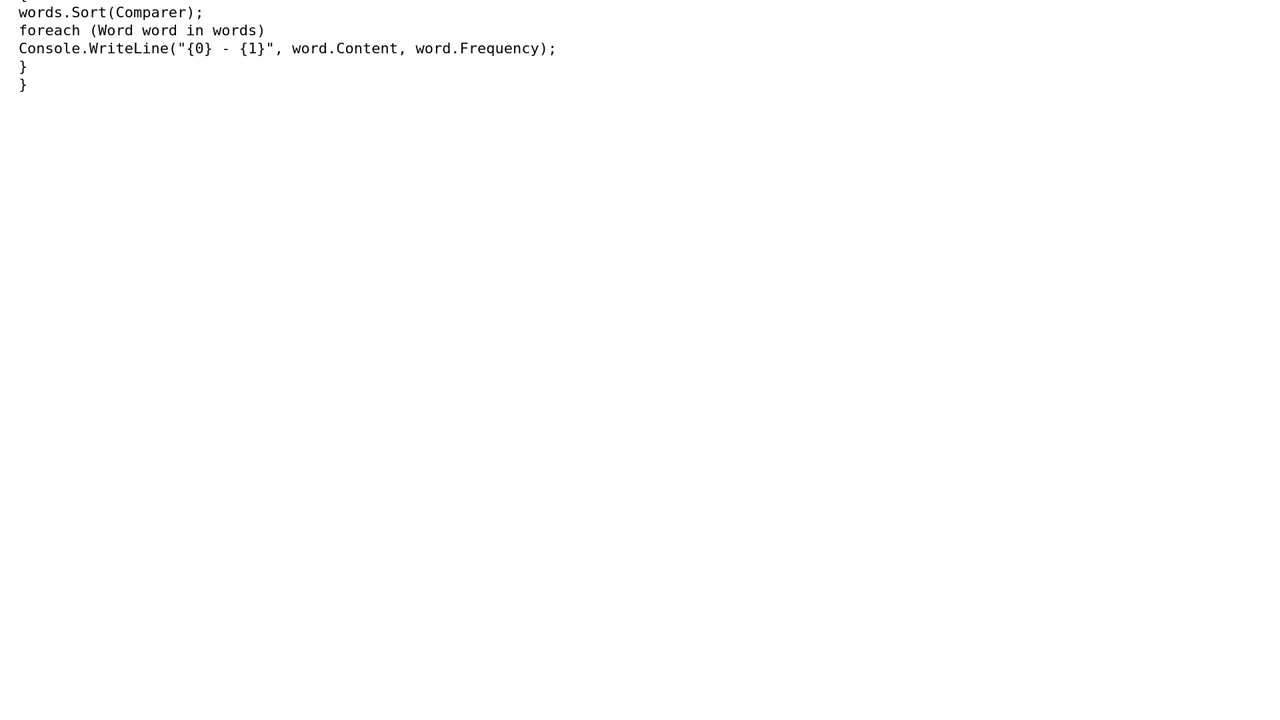 {
words.Sort(Comparer);
foreach (Word word in words)
Console.WriteLine("{0} - {1}", word.Content, word.Frequency);
}
}